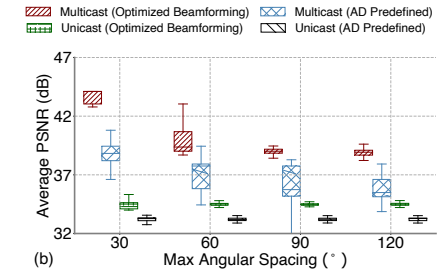 Multicast (Optimized Beamforming) Multicast (AD Predefined)
Unicast (Optimized Beamforming) Unicast (AD Predefined)
47
42
37
32
Average PSNR (dB)
30 60 90 120
(b) Max Angular Spacing (°)